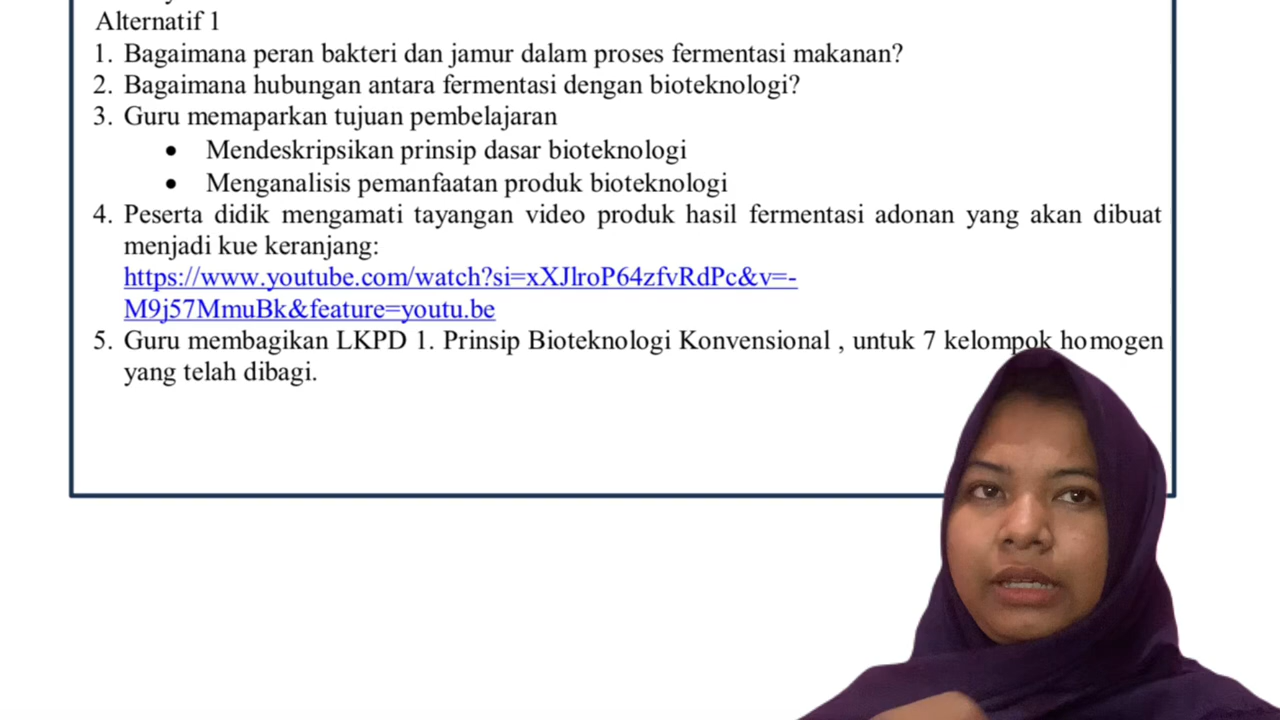 Alternatif 1
1. Bagaimana peran bakteri dan jamur dalam proses fermentasi makanan?
2. Bagaimana hubungan antara fermentasi dengan bioteknologi?
3. Guru memaparkan tujuan pembelajaran
• Mendeskripsikan prinsip dasar bioteknologi
• Menganalisis pemanfaatan produk bioteknologi
4. Peserta didik mengamati tayangan video produk hasil fermentasi adonan yang akan dibuat
menjadi kue keranjang:
https://www.youtube.com/watch?si=xXJlroP64zfvRdPc&v=-
M9j57MmuBk&feature=youtu.be
5. Guru membagikan LKPD 1. Prinsip Bioteknologi Konvensional , untuk 7 kelompok homogen
yang telah dibagi.